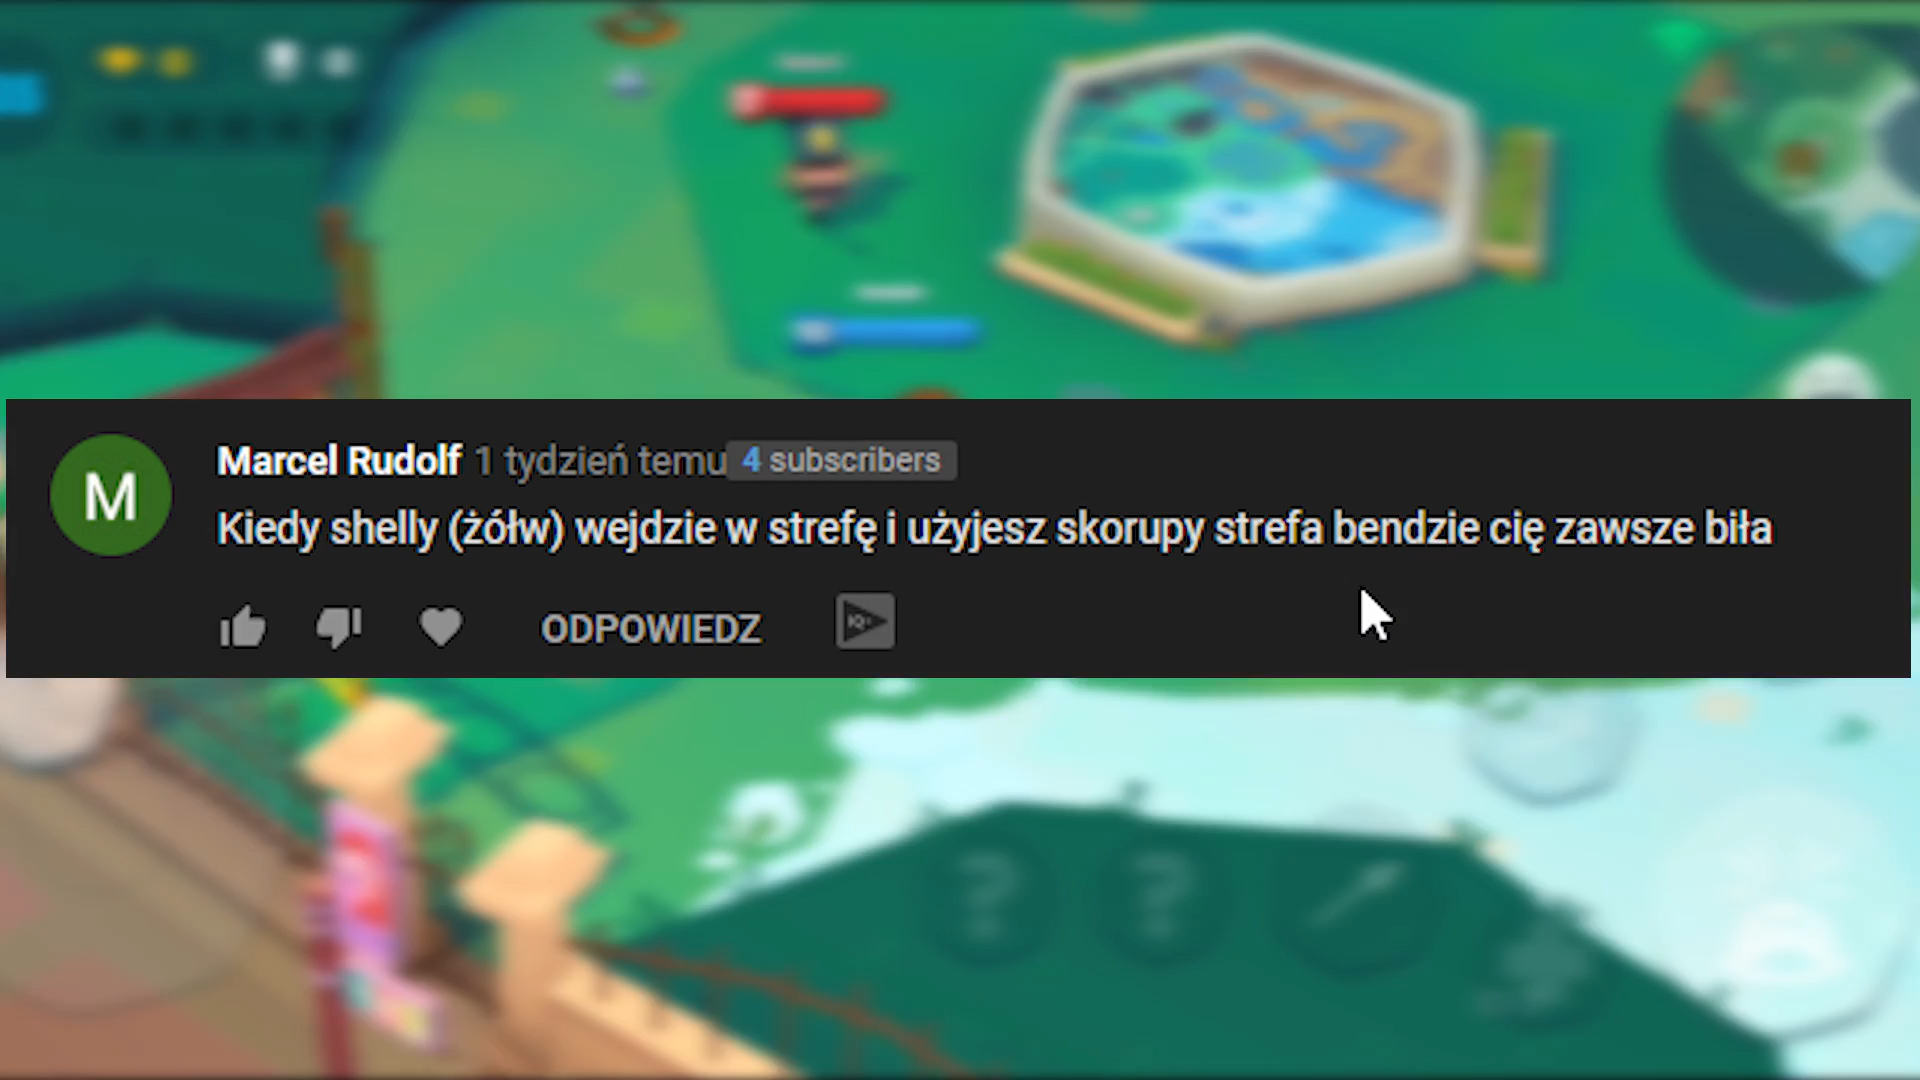 M
Marcel Rudolf 1 tydzień temu 4 subscribers
Kiedy shelly (żółw) wejdzie w strefę i użyjesz skorupy strefa bendzie cię zawsze biła
ODPOWIEDZ